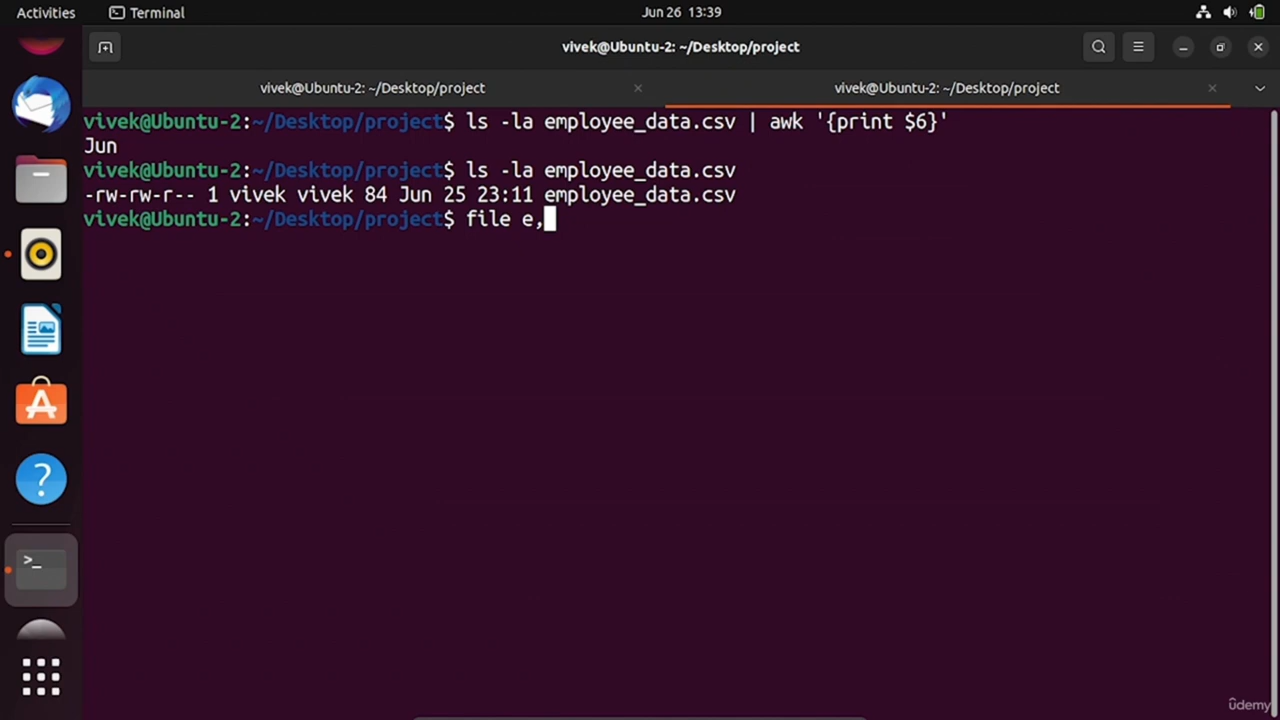 Activities Terminal Jun 26 13:39
vivek@Ubuntu-2: ~/Desktop/project
vivek@Ubuntu-2: ~/Desktop/project vivek@Ubuntu-2: ~/Desktop/project
vivek@Ubuntu-2:~/Desktop/project$ ls -la employee_data.csv | awk '{print $6}'
Jun
vivek@Ubuntu-2:~/Desktop/project$ ls -la employee_data.csv
-rw-rw-r-- 1 vivek vivek 84 Jun 25 23:11 employee_data.csv
vivek@Ubuntu-2:~/Desktop/project$ file e,
udemy